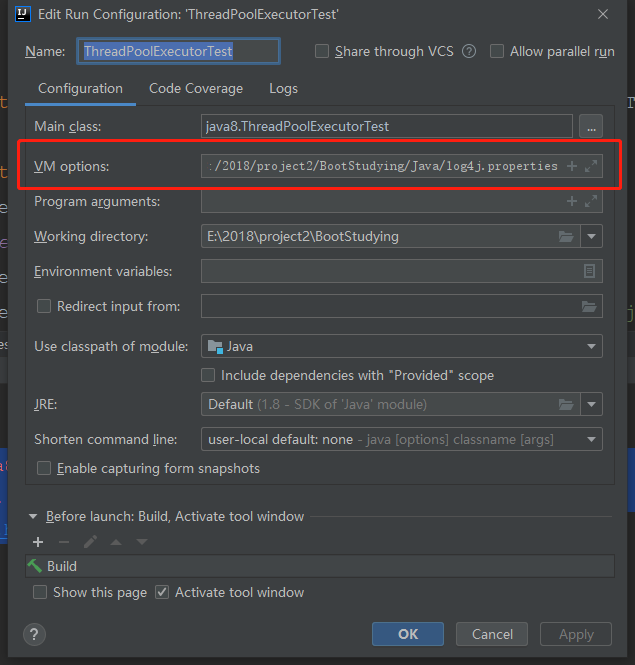 Edit Run Configuration: 'ThreadPoolExecutorTest'
Name: ThreadPoolExecutorTest Share through VCS ? Allow parallel run
Configuration Code Coverage Logs
Main class: java8.ThreadPoolExecutorTest ...
VM options: :/2018/project2/BootStudying/Java/log4j.properties
Program arguments:
Working directory: E:\2018\project2\BootStudying
Environment variables:
Redirect input from:
Use classpath of module: Java
Include dependencies with "Provided" scope
JRE: Default (1.8 - SDK of 'Java' module)
Shorten command line: user-local default: none - java [options] classname [args]
Enable capturing form snapshots
Before launch: Build, Activate tool window
Build
Show this page Activate tool window
? OK Cancel Apply